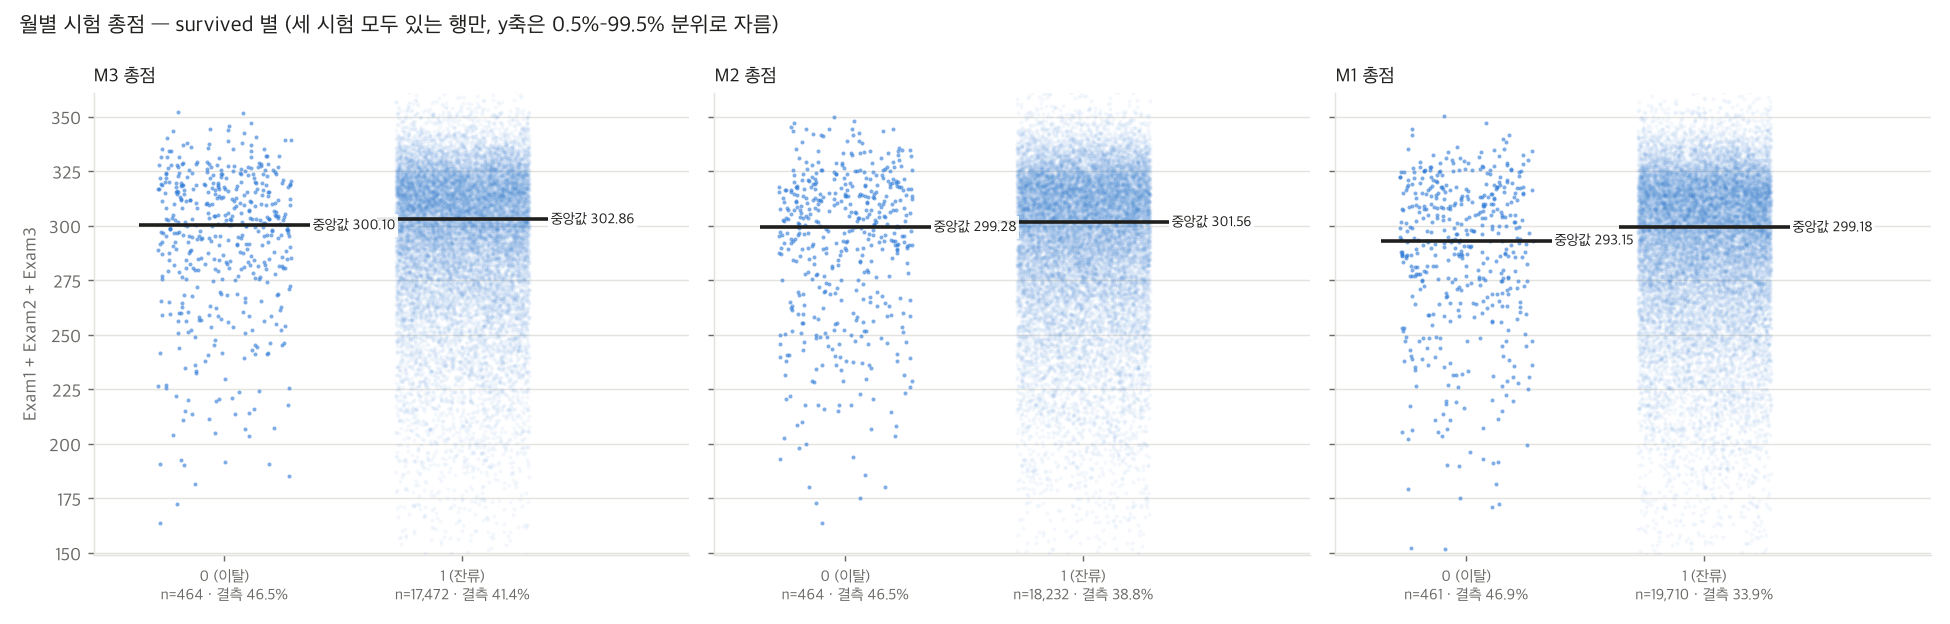 월별 시험 총점 — survived 별 (세 시험 모두 있는 행만, y축은 0.5%-99.5% 분위로 자름)
M3 총점
M2 총점
M1 총점
Exam1 + Exam2 + Exam3
350
325
300
275
250
225
200
175
150
중앙값 300.10
중앙값 302.86
중앙값 299.28
중앙값 301.56
중앙값 293.15
중앙값 299.18
0 (이탈)
n=464 · 결측 46.5%
1 (잔류)
n=17,472 · 결측 41.4%
0 (이탈)
n=464 · 결측 46.5%
1 (잔류)
n=18,232 · 결측 38.8%
0 (이탈)
n=461 · 결측 46.9%
1 (잔류)
n=19,710 · 결측 33.9%